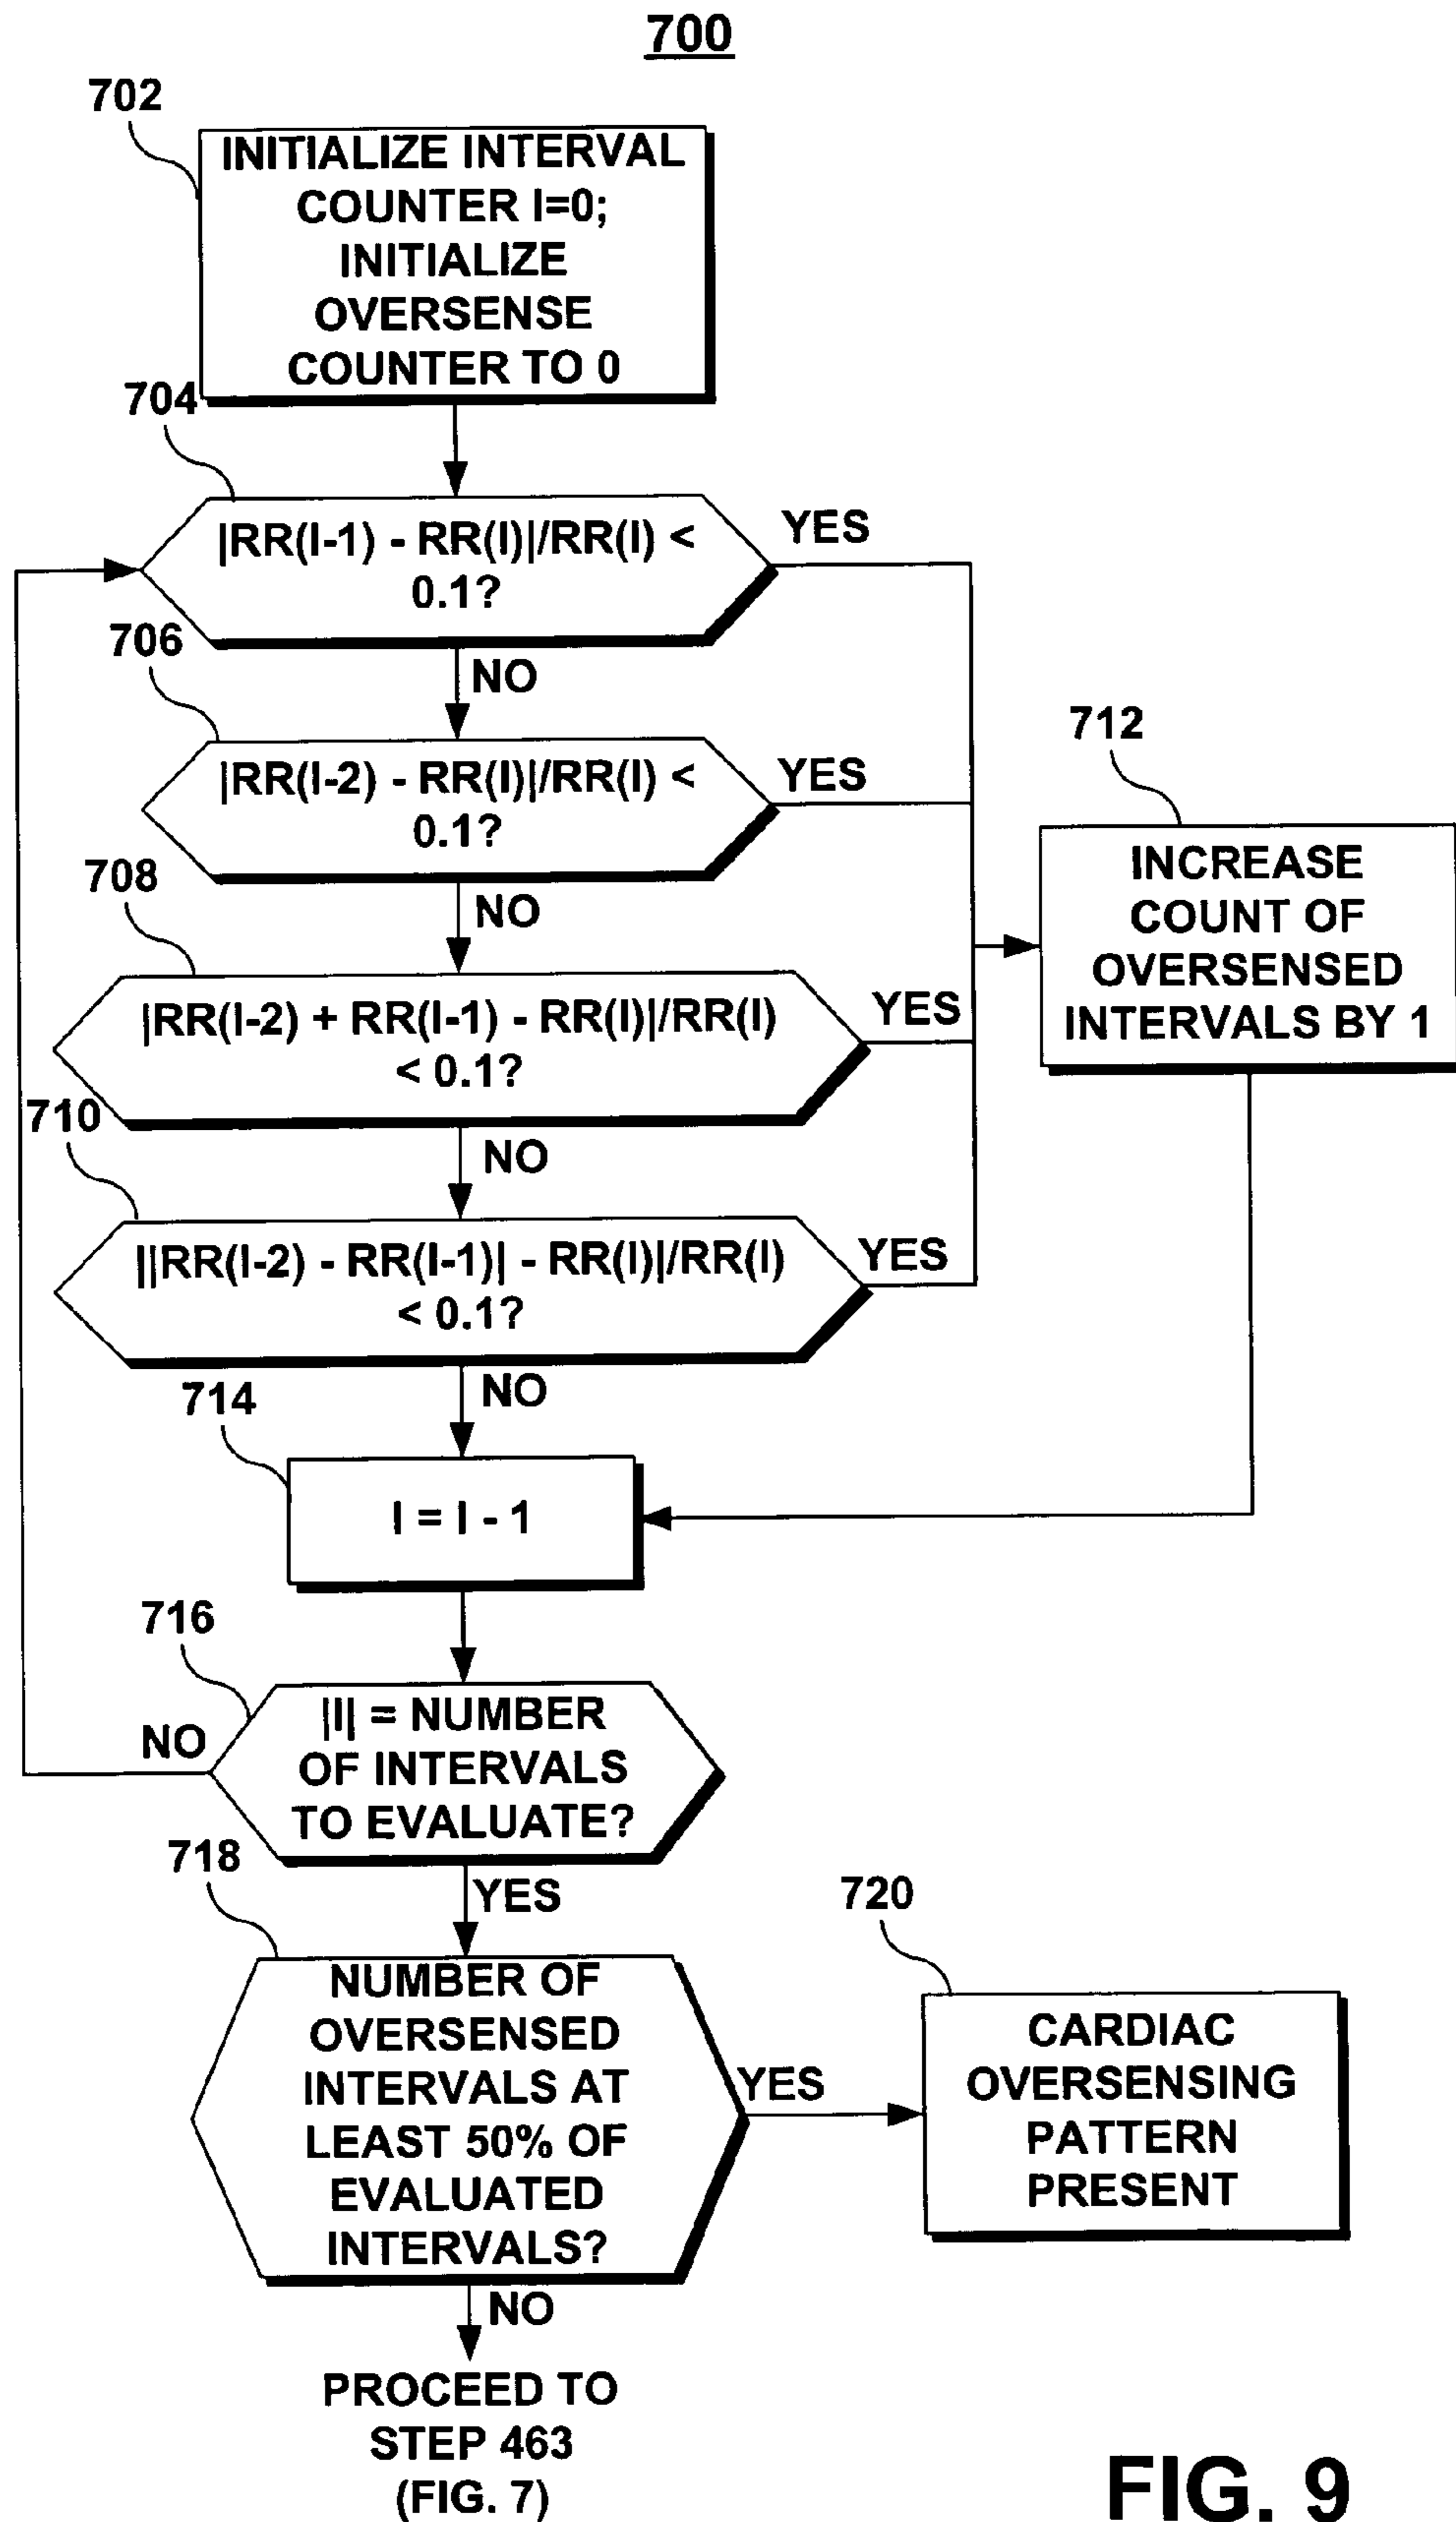 700
702
INITIALIZE INTERVAL
COUNTER I=0;
INITIALIZE
OVERSENSE
COUNTER TO 0
704
|RR(I-1) - RR(I)|/RR(I) <
0.1?
YES
NO
706
|RR(I-2) - RR(I)|/RR(I) <
0.1?
YES
NO
712
INCREASE
COUNT OF
OVERSENSED
INTERVALS BY 1
708
|RR(I-2) + RR(I-1) - RR(I)|/RR(I)
< 0.1?
YES
NO
710
||RR(I-2) - RR(I-1)| - RR(I)|/RR(I)
< 0.1?
YES
NO
714
I = I - 1
716
|I| = NUMBER
OF INTERVALS
TO EVALUATE?
NO
YES
718
NUMBER OF
OVERSENSED
INTERVALS AT
LEAST 50% OF
EVALUATED
INTERVALS?
YES
NO
720
CARDIAC
OVERSENSING
PATTERN
PRESENT
PROCEED TO
STEP 463
(FIG. 7)
FIG. 9